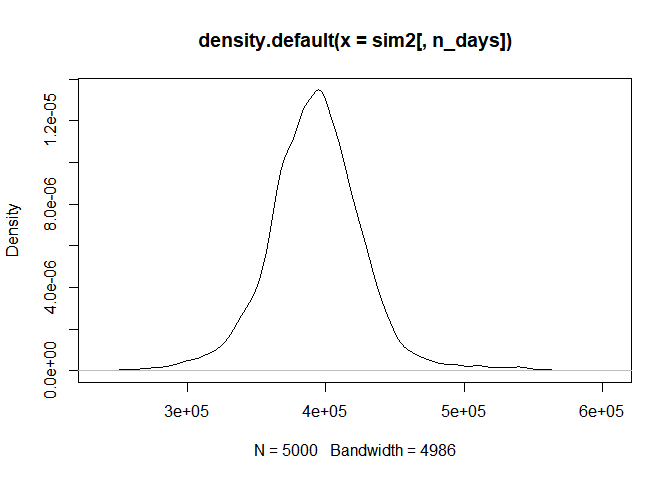 density.default(x = sim2[, n_days])
Density
1.2e-05
8.0e-06
4.0e-06
0.0e+00
3e+05 4e+05 5e+05 6e+05
N = 5000 Bandwidth = 4986